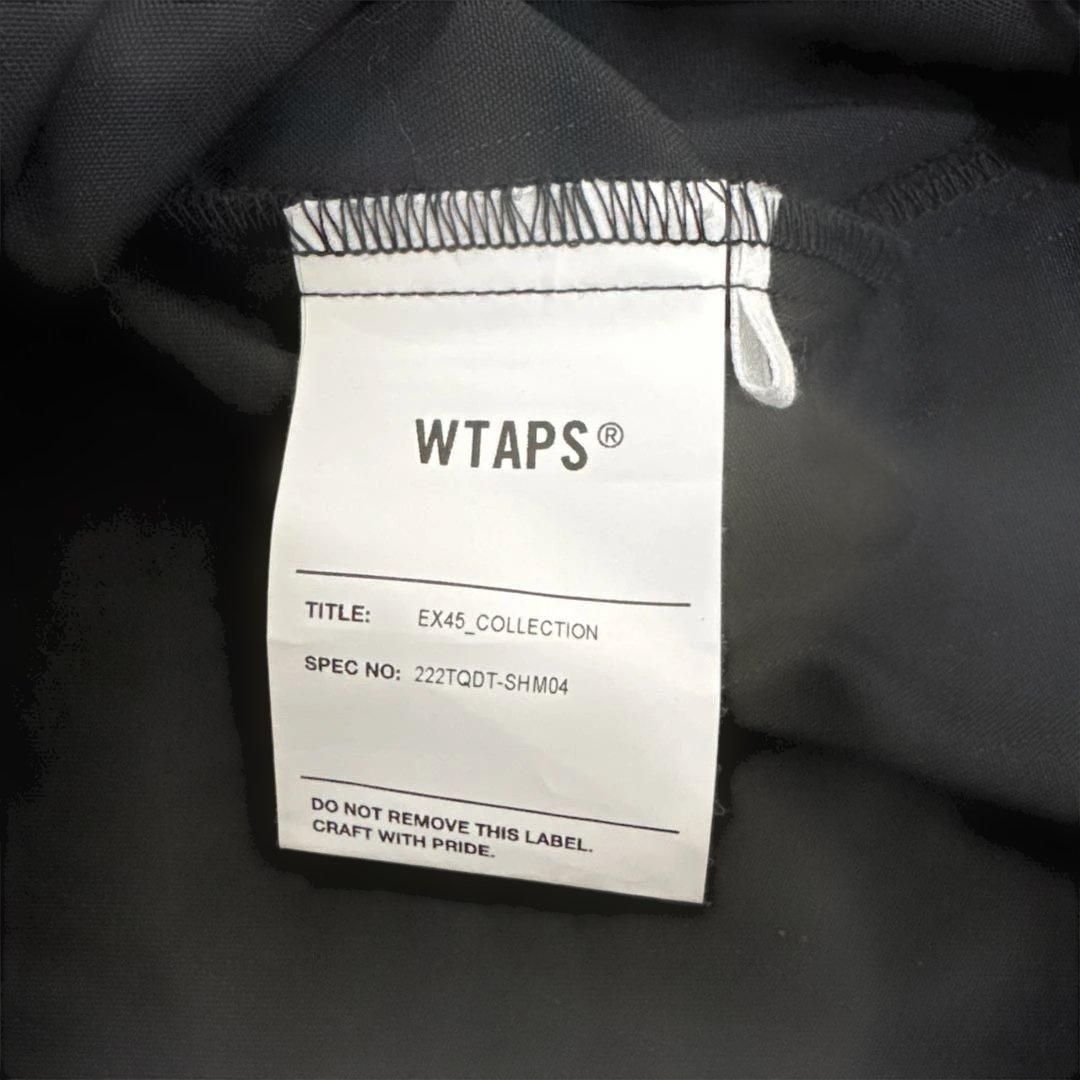 WTAPS®
TITLE: EX45_COLLECTION
SPEC NO: 222TQDT-SHM04
DO NOT REMOVE THIS LABEL.
CRAFT WITH PRIDE.